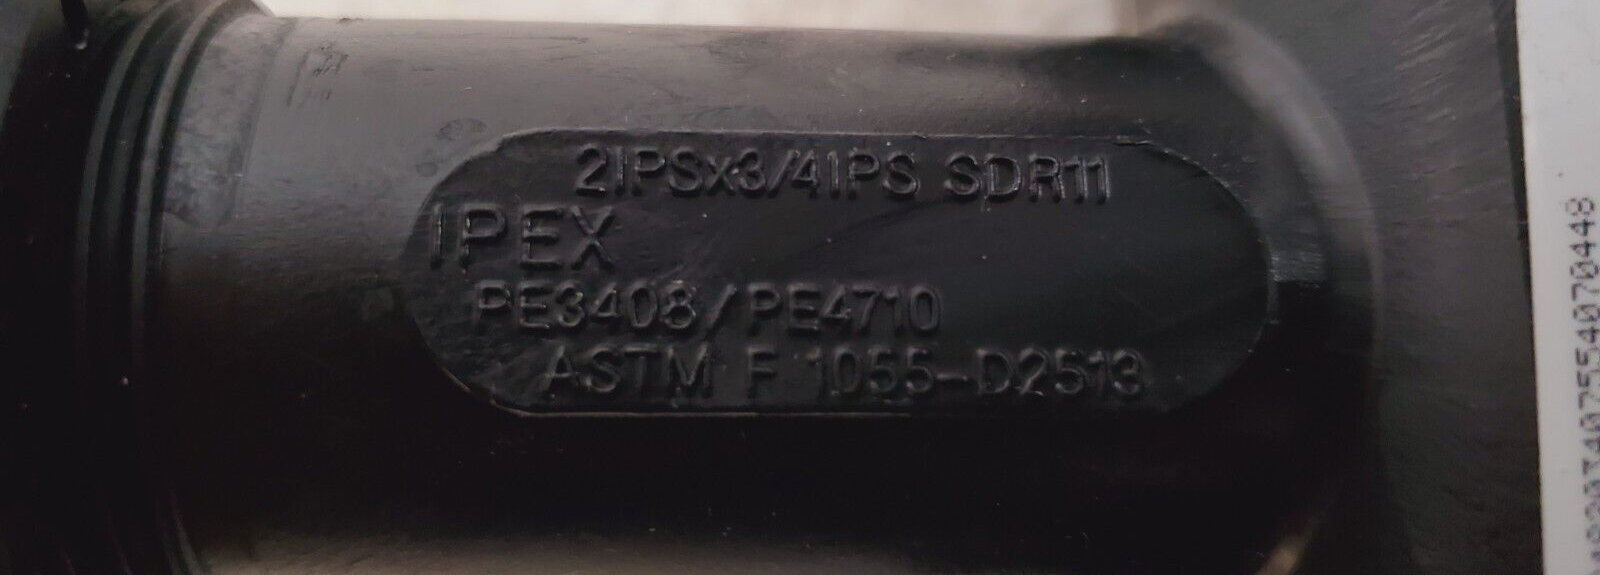 2IPSx3/4IPS SDR11
IPEX
PE3408/PE4710
ASTM F 1055-D2513